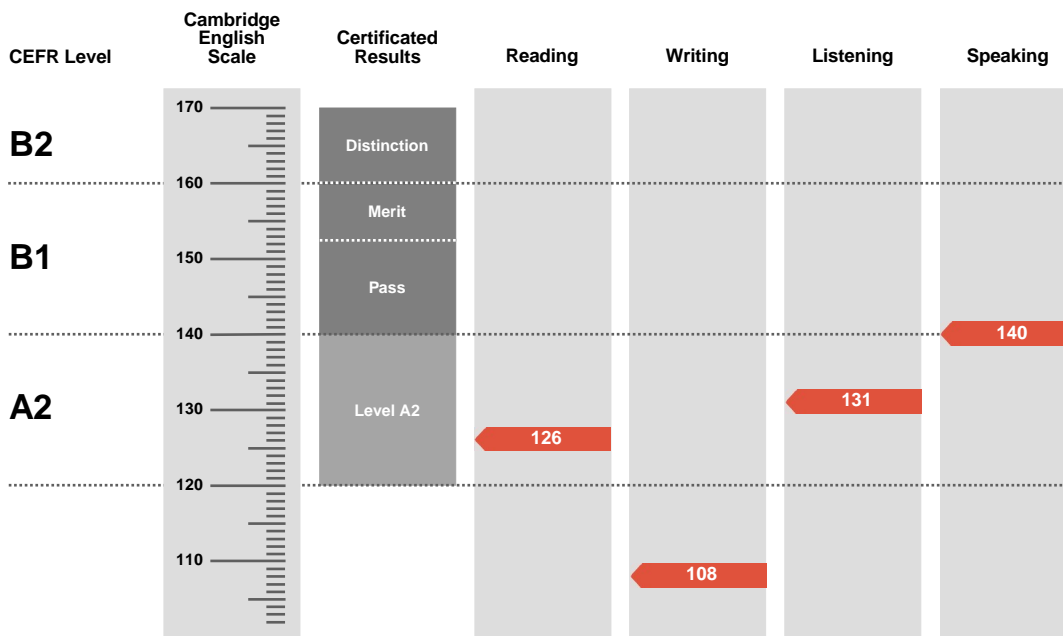 CEFR Level
Cambridge
English
Scale
Certificated
Results
Reading
Writing
Listening
Speaking
170
B2
Distinction
160
Merit
B1
150
Pass
140
140
A2
131
130
Level A2
126
120
110
108